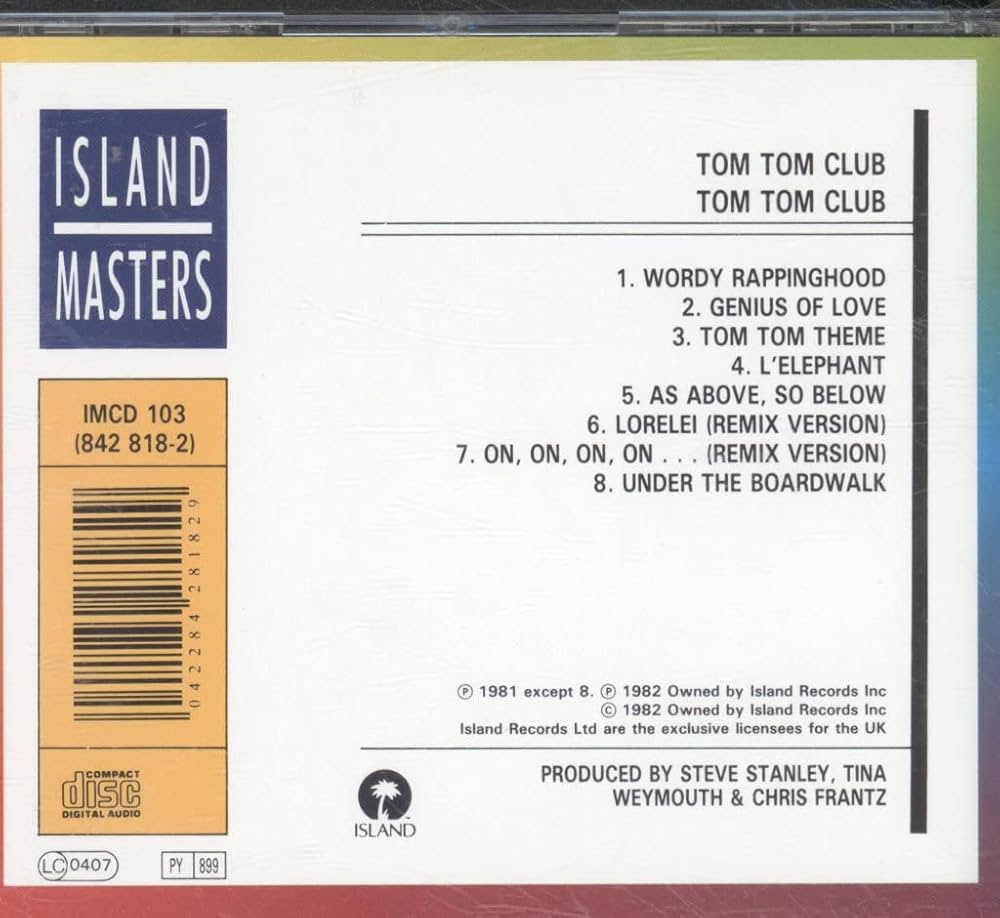 ISLAND
MASTERS
IMCD 103
(842 818-2)
042284 281829
COMPACT
disc
DIGITAL AUDIO
LC 0407
PY 899
TOM TOM CLUB
TOM TOM CLUB
1. WORDY RAPPINGHOOD
2. GENIUS OF LOVE
3. TOM TOM THEME
4. L'ELEPHANT
5. AS ABOVE, SO BELOW
6. LORELEI (REMIX VERSION)
7. ON, ON, ON, ON . . . (REMIX VERSION)
8. UNDER THE BOARDWALK
℗ 1981 except 8. ℗ 1982 Owned by Island Records Inc
© 1982 Owned by Island Records Inc
Island Records Ltd are the exclusive licensees for the UK
ISLAND™
PRODUCED BY STEVE STANLEY, TINA
WEYMOUTH & CHRIS FRANTZ